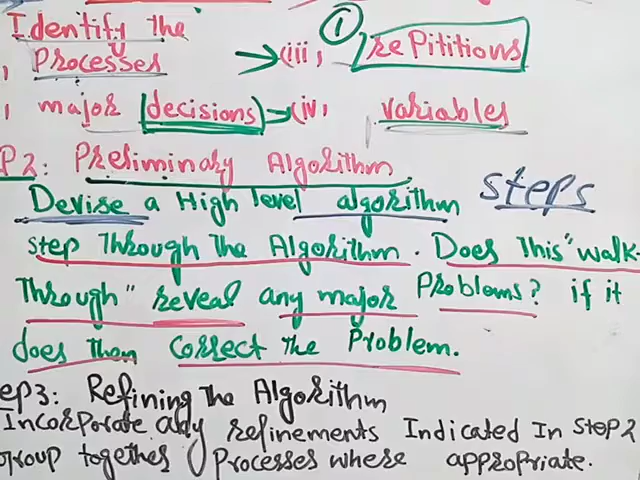 Identify the ①
, Processes → (iii, rePititions
, major decisions → (iv, variables
P2: Preliminary Algorithm
steps
Devise a High level algorithm
step Through The Algorithm. Does This "walk-
Through" reveal any major Problems? if it
does then correct the Problem.
ep3: Refining The Algorithm
Incorporate any refinements Indicated In step 2
group together Processes where appropriate.